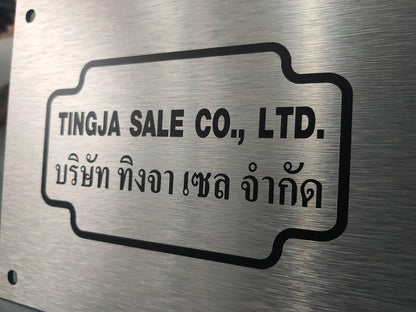 TINGJA SALE CO., LTD.
บริษัท ทิงจา เซล จำกัด